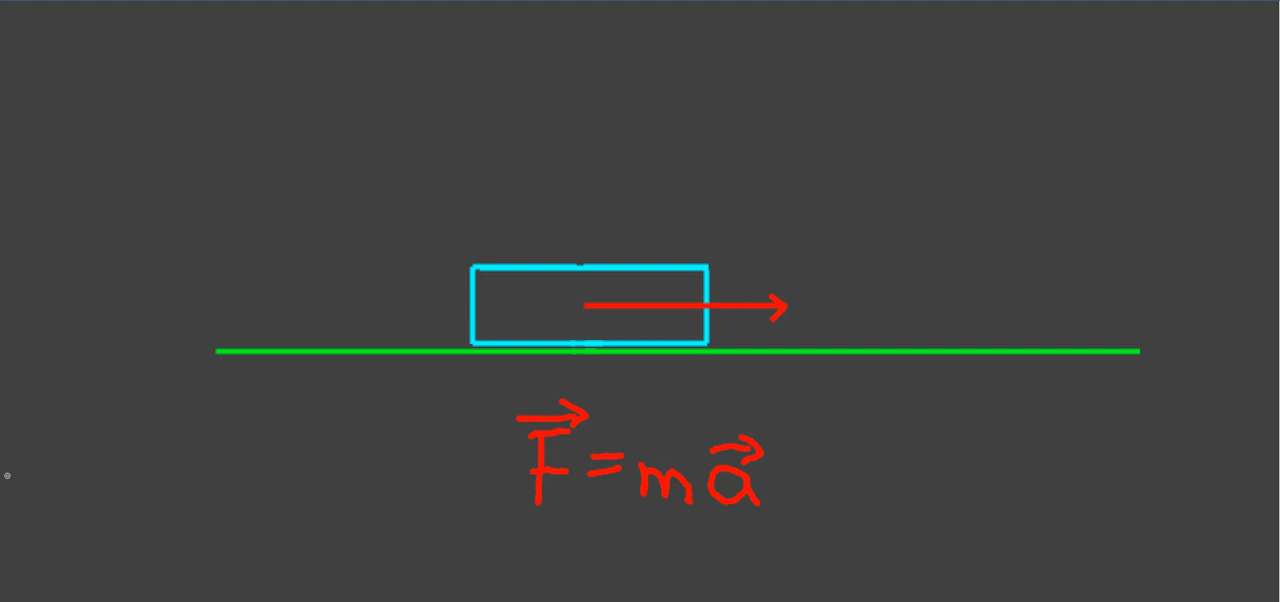 F⃗ = ma⃗